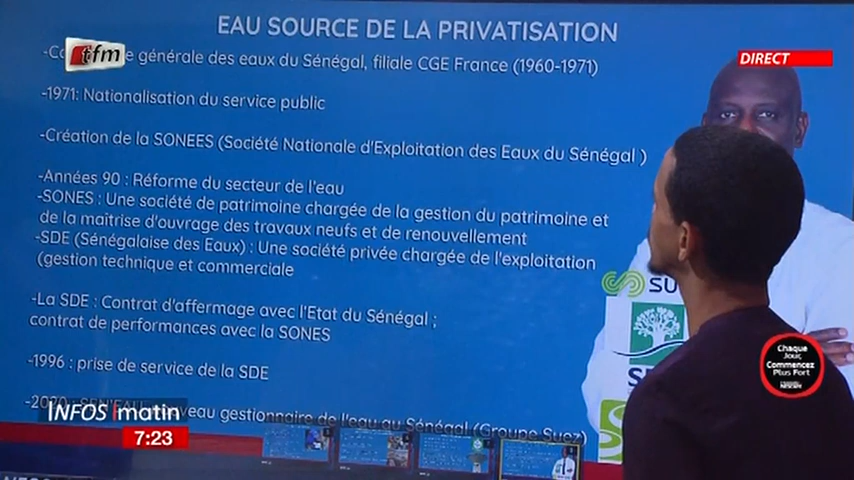 EAU SOURCE DE LA PRIVATISATION
tfm
DIRECT
générale des eaux du Sénégal, filiale CGE France (1960-1971)
-1971: Nationalisation du service public
-Création de la SONEES (Société Nationale d'Exploitation des Eaux du Sénégal )
-Années 90 : Réforme du secteur de l'eau
-SONES : Une société de patrimoine chargée de la gestion du patrimoine et
de la maitrise d'ouvrage des travaux neufs et de renouvellement
-SDE (Sénégalaise des Eaux) : Une société privée chargée de l'exploitation
(gestion technique et commerciale
-La SDE : Contrat d'affermage avec l'Etat du Sénégal ;
contrat de performances avec la SONES
-1996 : prise de service de la SDE
gestionnaire de l'eau au Sénégal (Groupe Suez)
SU
Chaque
Jour,
Commencez
Plus Fort
INFOS matin
7:23